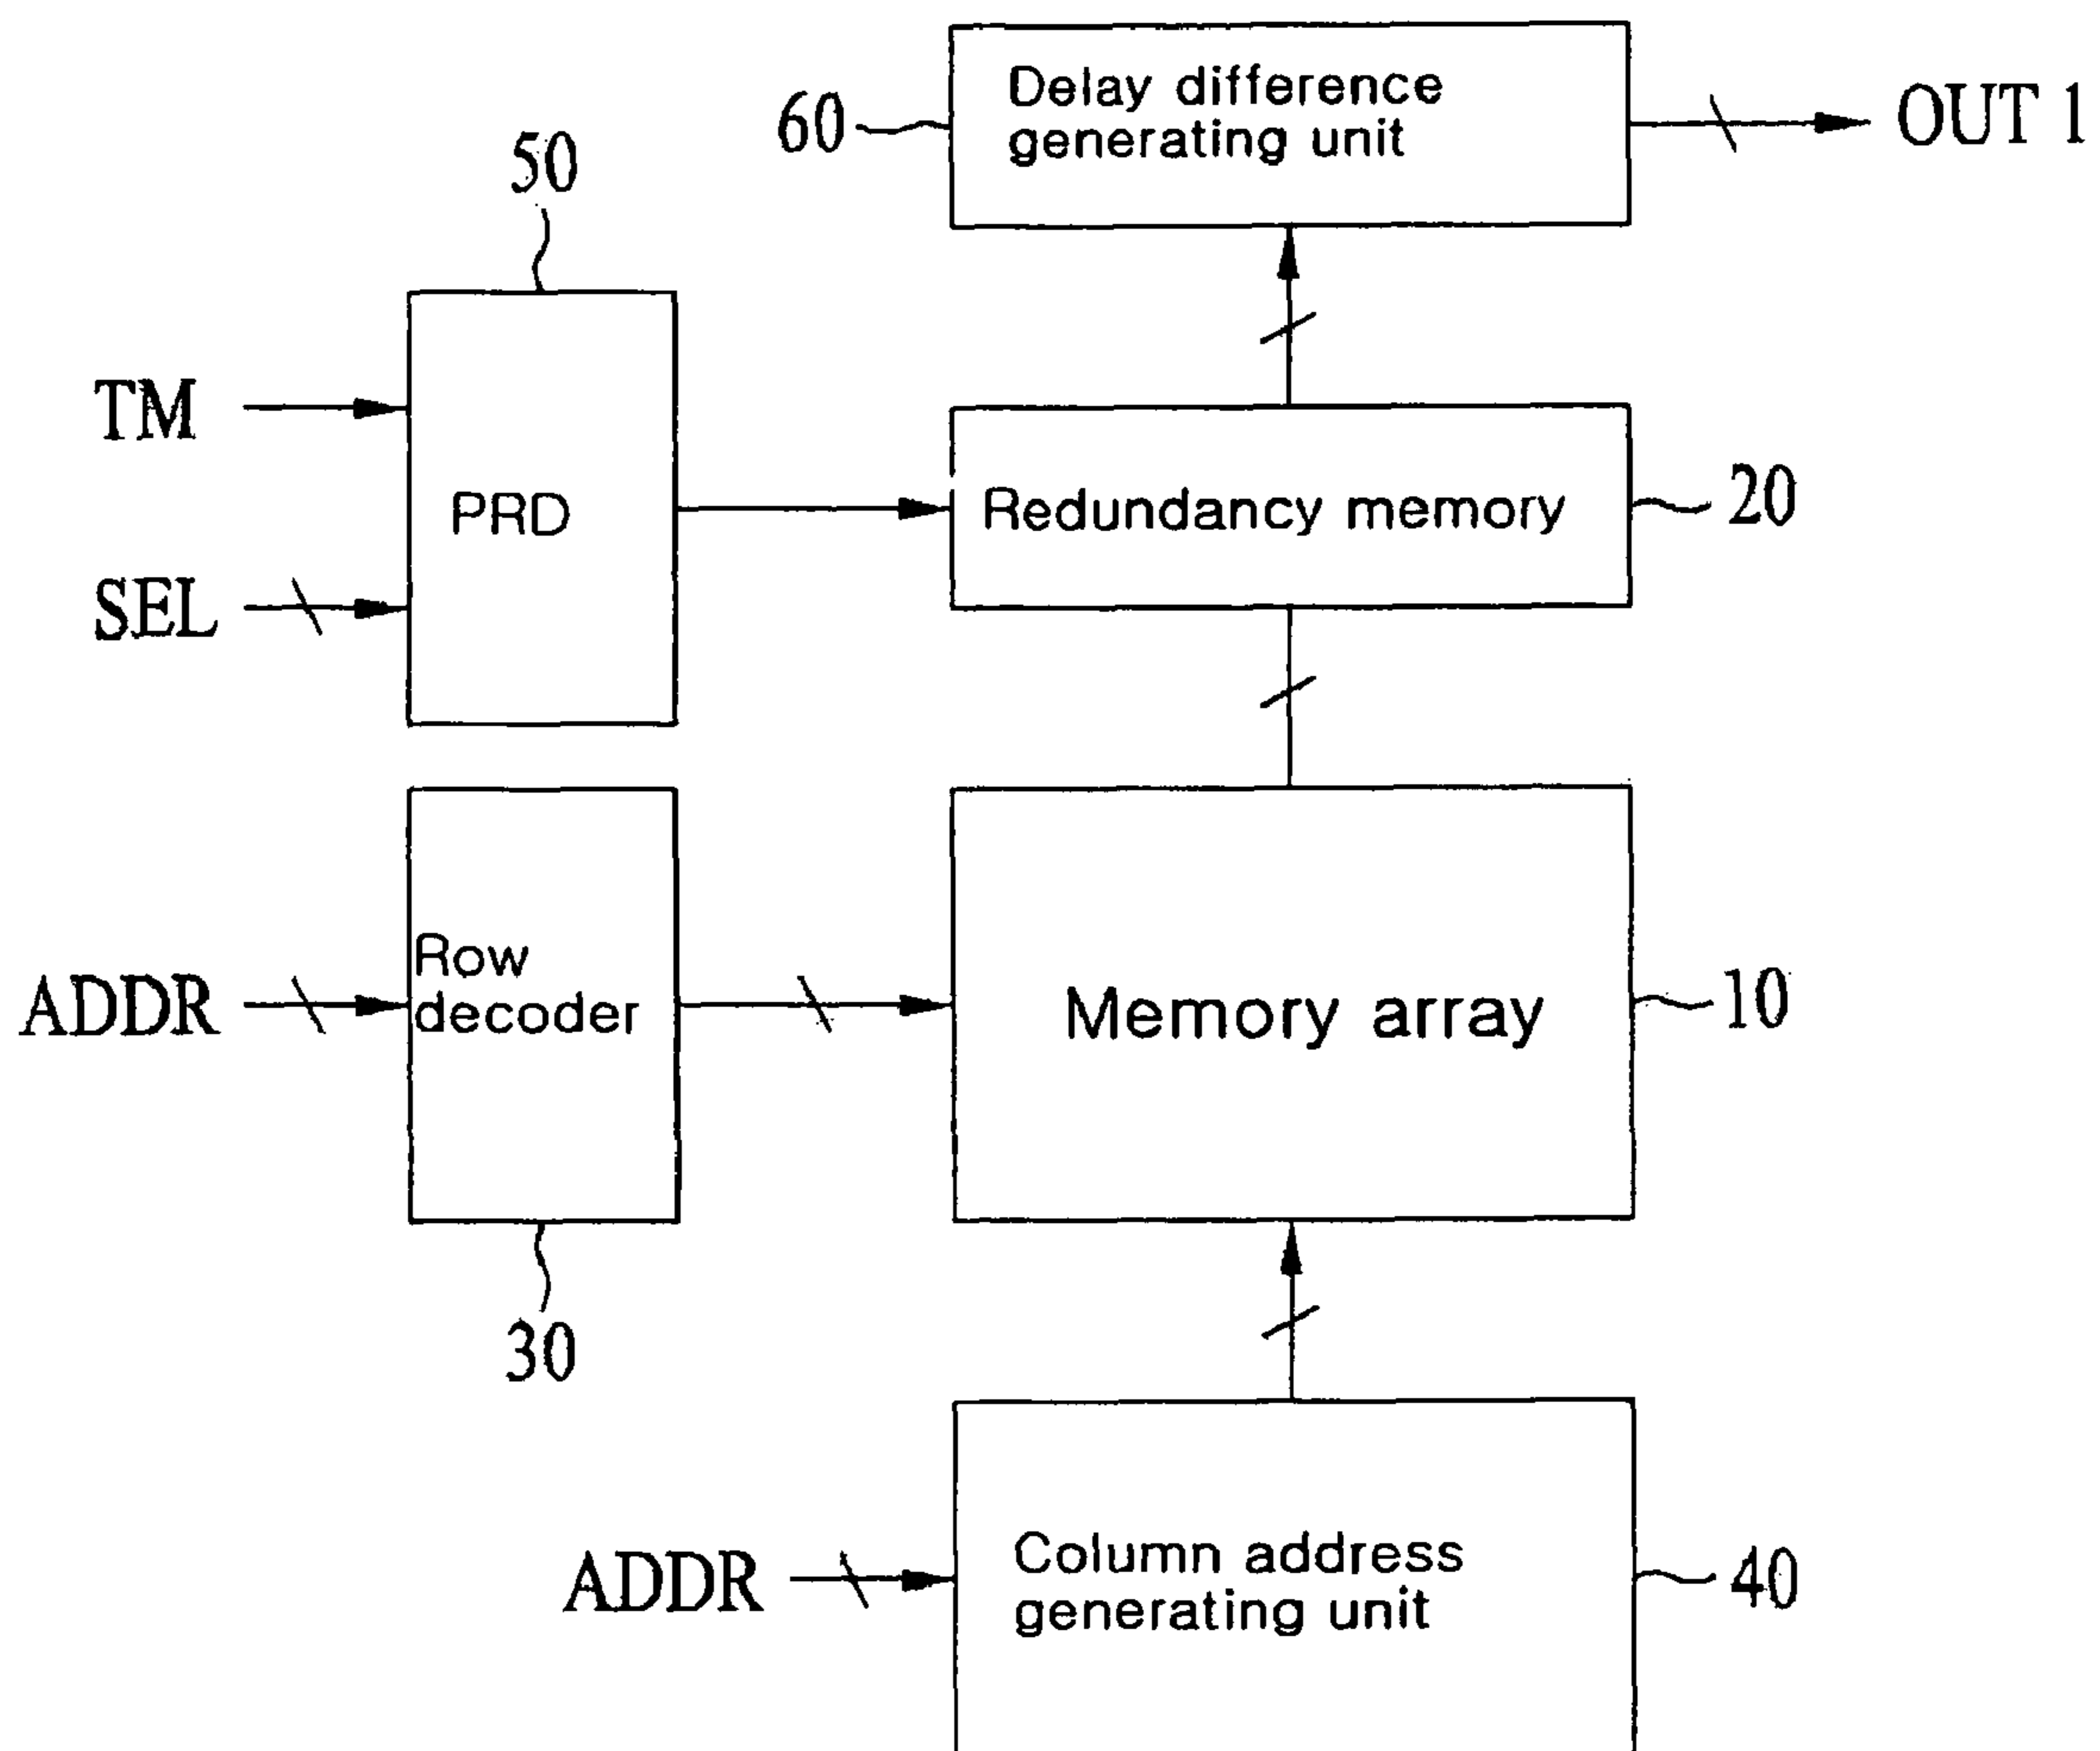 Delay difference
generating unit
60
OUT 1
50
TM
PRD
SEL
Redundancy memory
20
Row
decoder
ADDR
Memory array
10
30
Column address
generating unit
ADDR
40